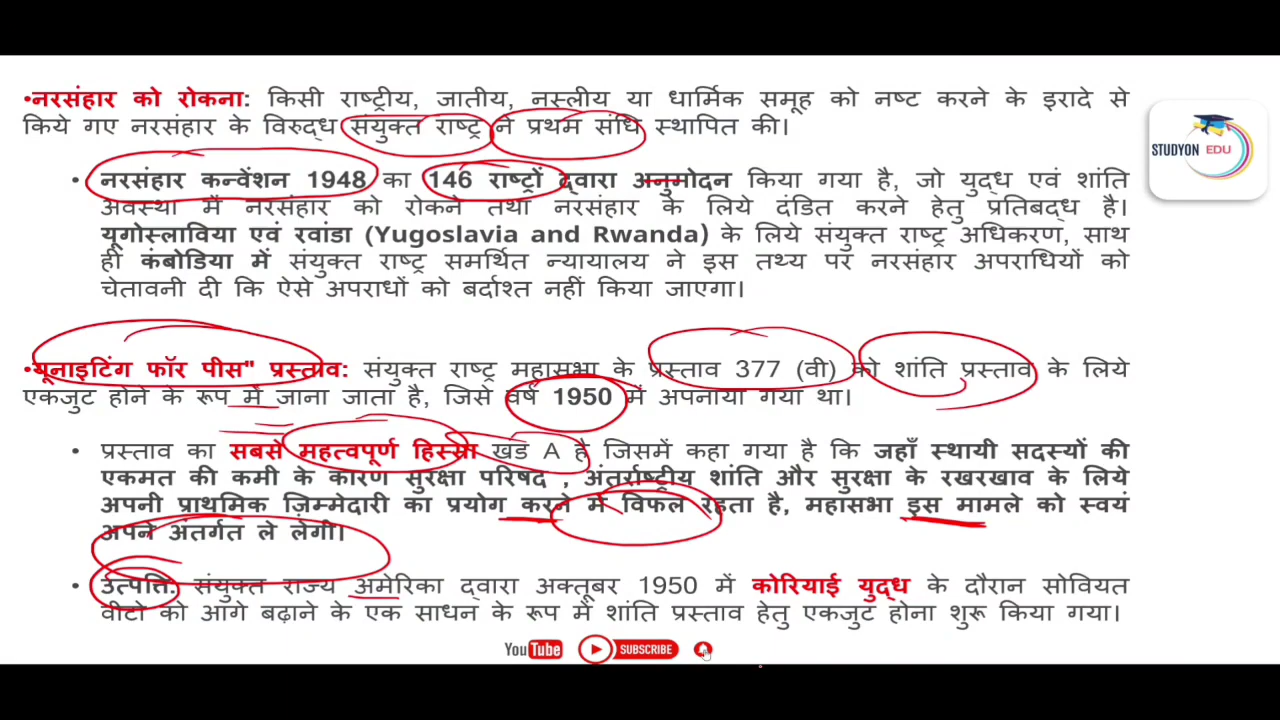 •नरसंहार को रोकना: किसी राष्ट्रीय, जातीय, नस्लीय या धार्मिक समूह को नष्ट करने के इरादे से
किये गए नरसंहार के विरुद्ध संयुक्त राष्ट्र ने प्रथम संधि स्थापित की।
• नरसंहार कन्वेंशन 1948 का 146 राष्ट्रों द्वारा अनुमोदन किया गया है, जो युद्ध एवं शांति
अवस्था में नरसंहार को रोकने तथा नरसंहार के लिये दंडित करने हेतु प्रतिबद्ध है।
यूगोस्लाविया एवं रवांडा (Yugoslavia and Rwanda) के लिये संयुक्त राष्ट्र अधिकरण, साथ
ही कंबोडिया में संयुक्त राष्ट्र समर्थित न्यायालय ने इस तथ्य पर नरसंहार अपराधियों को
चेतावनी दी कि ऐसे अपराधों को बर्दाश्त नहीं किया जाएगा।
•यूनाइटिंग फॉर पीस" प्रस्ताव: संयुक्त राष्ट्र महासभा के प्रस्ताव 377 (वी) को शांति प्रस्ताव के लिये
एकजुट होने के रूप में जाना जाता है, जिसे वर्ष 1950 में अपनाया गया था।
• प्रस्ताव का सबसे महत्वपूर्ण हिस्सा खंड A है जिसमें कहा गया है कि जहाँ स्थायी सदस्यों की
एकमत की कमी के कारण सुरक्षा परिषद , अंतर्राष्ट्रीय शांति और सुरक्षा के रखरखाव के लिये
अपनी प्राथमिक ज़िम्मेदारी का प्रयोग करने में विफल रहता है, महासभा इस मामले को स्वयं
अपने अंतर्गत ले लेगी।
• उत्पत्ति: संयुक्त राज्य अमेरिका द्वारा अक्तूबर 1950 में कोरियाई युद्ध के दौरान सोवियत
वीटो को आगे बढ़ाने के एक साधन के रूप में शांति प्रस्ताव हेतु एकजुट होना शुरू किया गया।
STUDYON EDU
YouTube SUBSCRIBE